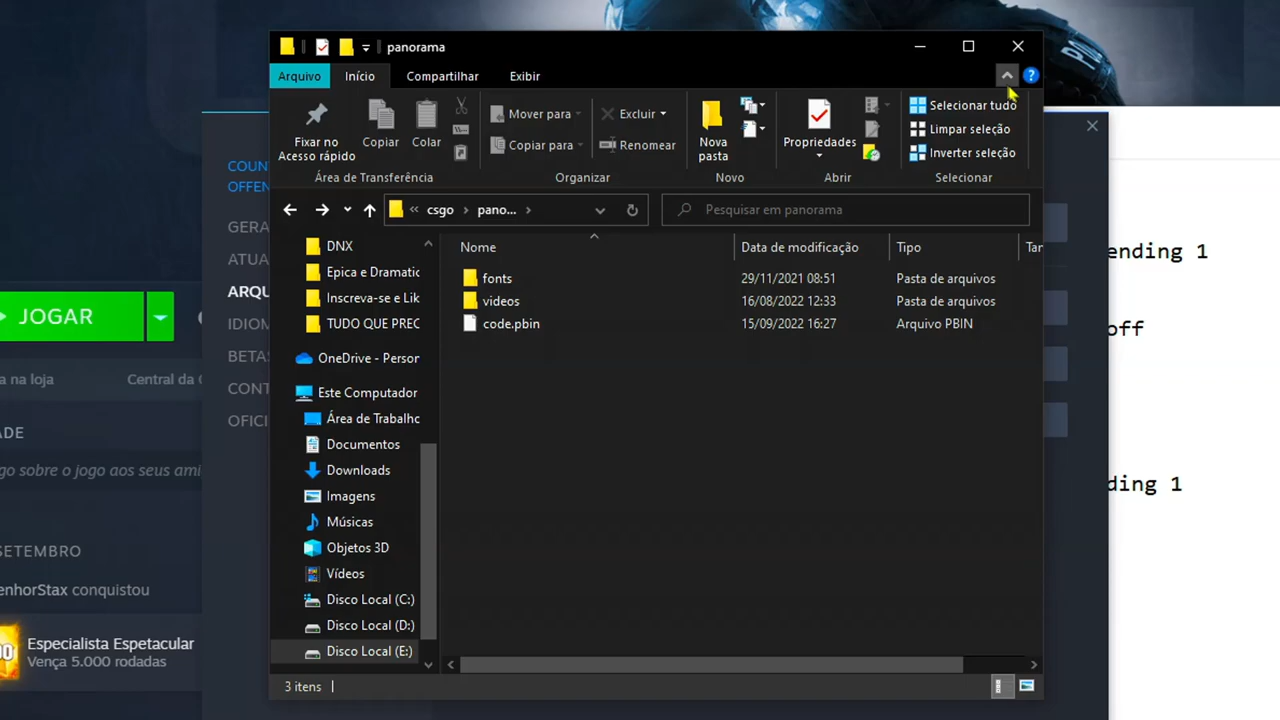 panorama
Arquivo
Início
Compartilhar
Exibir
?
Fixar no
Acesso rápido
Copiar
Colar
Área de Transferência
Mover para
Copiar para
Excluir
Renomear
Organizar
Nova
pasta
Novo
Propriedades
Abrir
Selecionar tudo
Limpar seleção
Inverter seleção
Selecionar
« csgo › pano... ›
Pesquisar em panorama
DNX
Epica e Dramatic
Inscreva-se e Lik
TUDO QUE PREC
OneDrive - Persor
Este Computador
Área de Trabalho
Documentos
Downloads
Imagens
Músicas
Objetos 3D
Vídeos
Disco Local (C:)
Disco Local (D:)
Disco Local (E:)
Nome Data de modificação Tipo Tar
fonts 29/11/2021 08:51 Pasta de arquivos
videos 16/08/2022 12:33 Pasta de arquivos
code.pbin 15/09/2022 16:27 Arquivo PBIN
3 itens
COUN
OFFEN
GERA
ATUA
ARQU
IDIOM
BETAS
CONT
OFICI
JOGAR
a na loja
Central da C
ADE
go sobre o jogo aos seus ami
SETEMBRO
enhorStax conquistou
Especialista Espetacular
Vença 5.000 rodadas
ending 1
off
ding 1